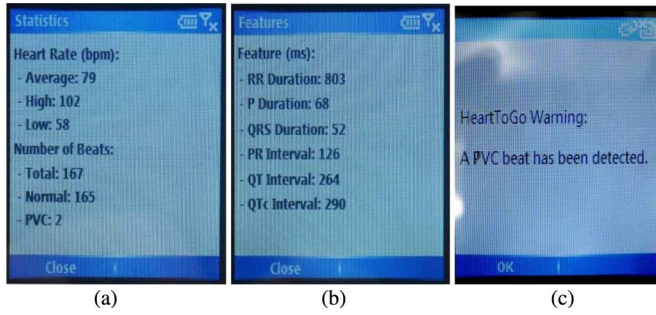 Statistics
Heart Rate (bpm):
- Average: 79
- High: 102
- Low: 58
Number of Beats:
- Total: 167
- Normal: 165
- PVC: 2
Close
(a)
Features
Feature (ms):
- RR Duration: 803
- P Duration: 68
- QRS Duration: 52
- PR Interval: 126
- QT Interval: 264
- QTc Interval: 290
Close
(b)
HeartToGo Warning:
A PVC beat has been detected.
OK
(c)